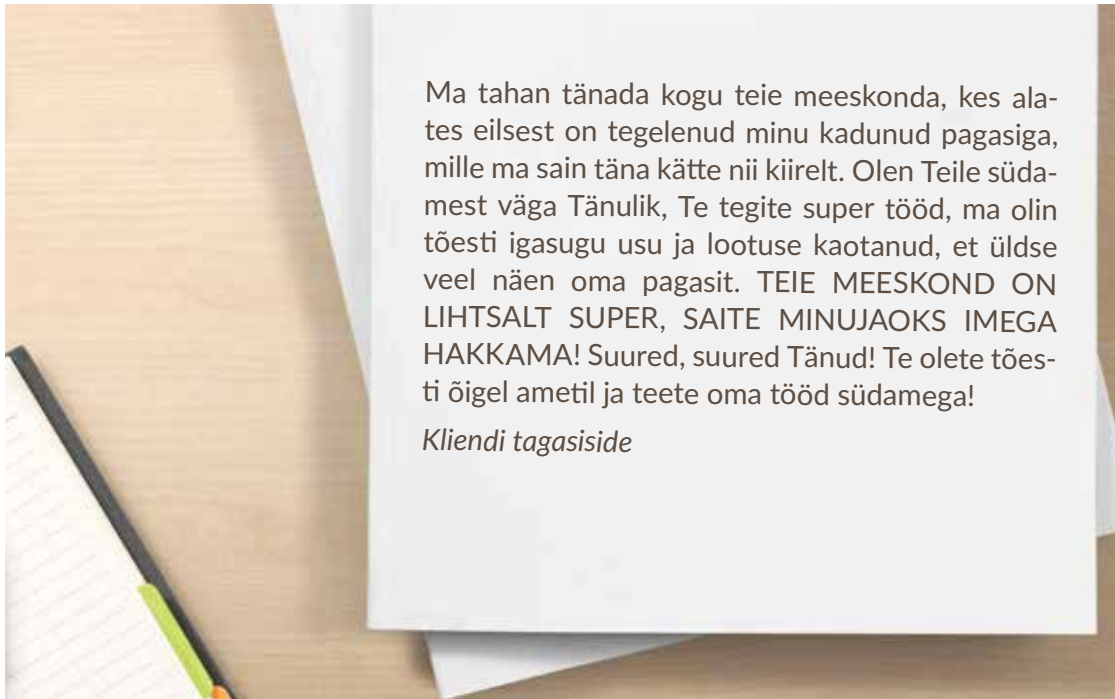 Ma tahan tänada kogu teie meeskonda, kes ala-
tes eilsest on tegelenud minu kadunud pagasiga,
mille ma sain täna kätte nii kiirelt. Olen Teile süda-
mest väga Tänulik, Te tegite super tööd, ma olin
tõesti igasugu usu ja lootuse kaotanud, et üldse
veel näen oma pagasit. TEIE MEESKOND ON
LIHTSALT SUPER, SAITE MINUJAOKS IMEGA
HAKKAMA! Suured, suured Tänud! Te olete tões-
ti õigel ametil ja teete oma tööd südamega!
Kliendi tagasiside